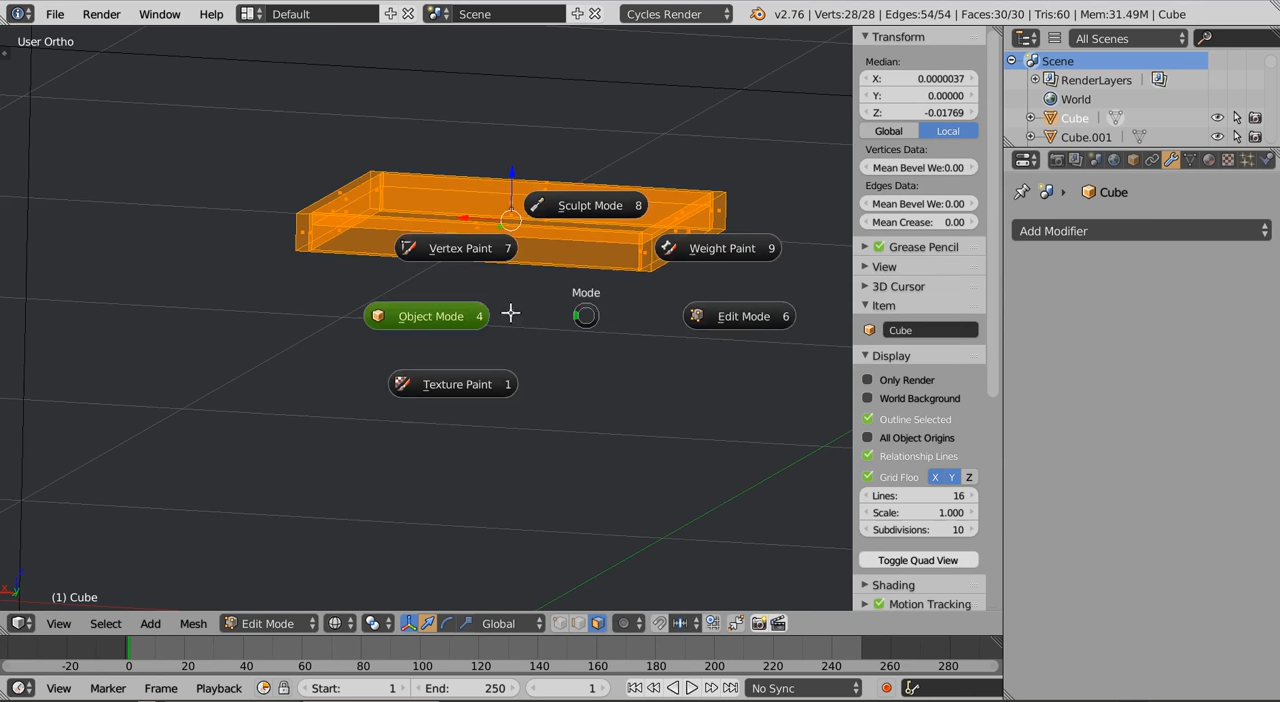 File Render Window Help Default Scene Cycles Render v2.76 | Verts:28/28 | Edges:54/54 | Faces:30/30 | Tris:60 | Mem:31.49M | Cube
User Ortho
Sculpt Mode 8
Vertex Paint 7
Weight Paint 9
Mode
Object Mode 4
Edit Mode 6
Texture Paint 1
(1) Cube
Transform
Median:
X: 0.0000037
Y: 0.00000
Z: -0.01769
Global Local
Vertices Data:
Mean Bevel We:0.00
Edges Data:
Mean Bevel We:0.00
Mean Crease: 0.00
Grease Pencil
View
3D Cursor
Item
Cube
Display
Only Render
World Background
Outline Selected
All Object Origins
Relationship Lines
Grid Floo X Y Z
Lines: 16
Scale: 1.000
Subdivisions: 10
Toggle Quad View
Shading
Motion Tracking
All Scenes
Scene
RenderLayers
World
Cube
Cube.001
Cube
Add Modifier
View Select Add Mesh Edit Mode Global
-20 0 20 40 60 80 100 120 140 160 180 200 220 240 260 280
View Marker Frame Playback Start: 1 End: 250 1 No Sync